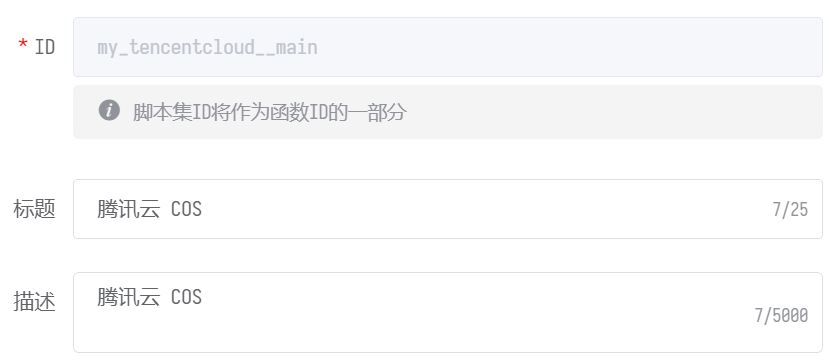 * ID
my_tencentcloud__main
脚本集ID将作为函数ID的一部分
标题
腾讯云 COS
7/25
描述
腾讯云 COS
7/5000